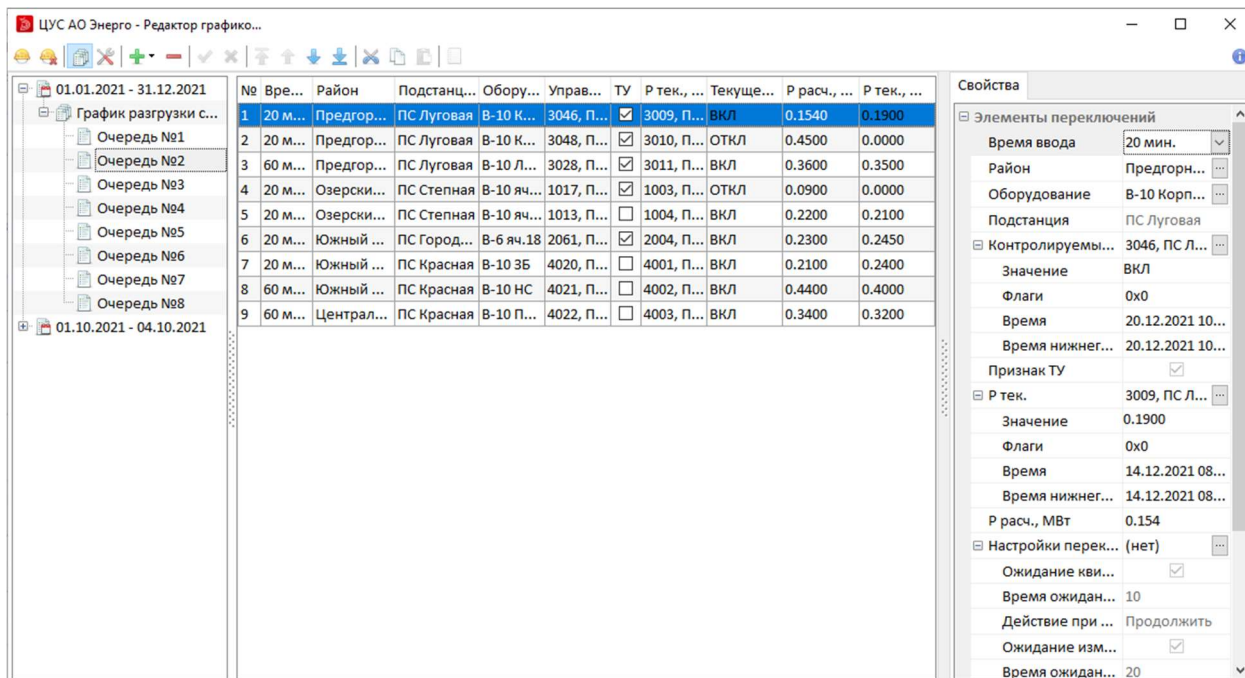 ЦУС АО Энерго - Редактор графико...
01.01.2021 - 31.12.2021
График разгрузки с...
Очередь №1
Очередь №2
Очередь №3
Очередь №4
Очередь №5
Очередь №6
Очередь №7
Очередь №8
01.10.2021 - 04.10.2021
№ Вре... Район Подстанц... Обору... Управ... ТУ Р тек., ... Текуще... Р расч., ... Р тек., ...
1 20 м... Предгор... ПС Луговая В-10 К... 3046, П... 3009, П... ВКЛ 0.1540 0.1900
2 20 м... Предгор... ПС Луговая В-10 К... 3048, П... 3010, П... ОТКЛ 0.4500 0.0000
3 60 м... Предгор... ПС Луговая В-10 Л... 3028, П... 3011, П... ВКЛ 0.3600 0.3500
4 20 м... Озерски... ПС Степная В-10 яч... 1017, П... 1003, П... ОТКЛ 0.0900 0.0000
5 20 м... Озерски... ПС Степная В-10 яч... 1013, П... 1004, П... ВКЛ 0.2200 0.2100
6 20 м... Южный ... ПС Город... В-6 яч.18 2061, П... 2004, П... ВКЛ 0.2300 0.2450
7 20 м... Южный ... ПС Красная В-10 3Б 4020, П... 4001, П... ВКЛ 0.2100 0.2400
8 60 м... Южный ... ПС Красная В-10 НС 4021, П... 4002, П... ВКЛ 0.4400 0.4000
9 60 м... Централ... ПС Красная В-10 П... 4022, П... 4003, П... ВКЛ 0.3400 0.3200
Свойства
Элементы переключений
Время ввода 20 мин.
Район Предгорн... ...
Оборудование В-10 Корп... ...
Подстанция ПС Луговая
Контролируемы... 3046, ПС Л... ...
Значение ВКЛ
Флаги 0x0
Время 20.12.2021 10...
Время нижнег... 20.12.2021 10...
Признак ТУ
Р тек. 3009, ПС Л... ...
Значение 0.1900
Флаги 0x0
Время 14.12.2021 08...
Время нижнег... 14.12.2021 08...
Р расч., МВт 0.154
Настройки перек... (нет) ...
Ожидание кви...
Время ожидан... 10
Действие при ... Продолжить
Ожидание изм...
Время ожидан... 20